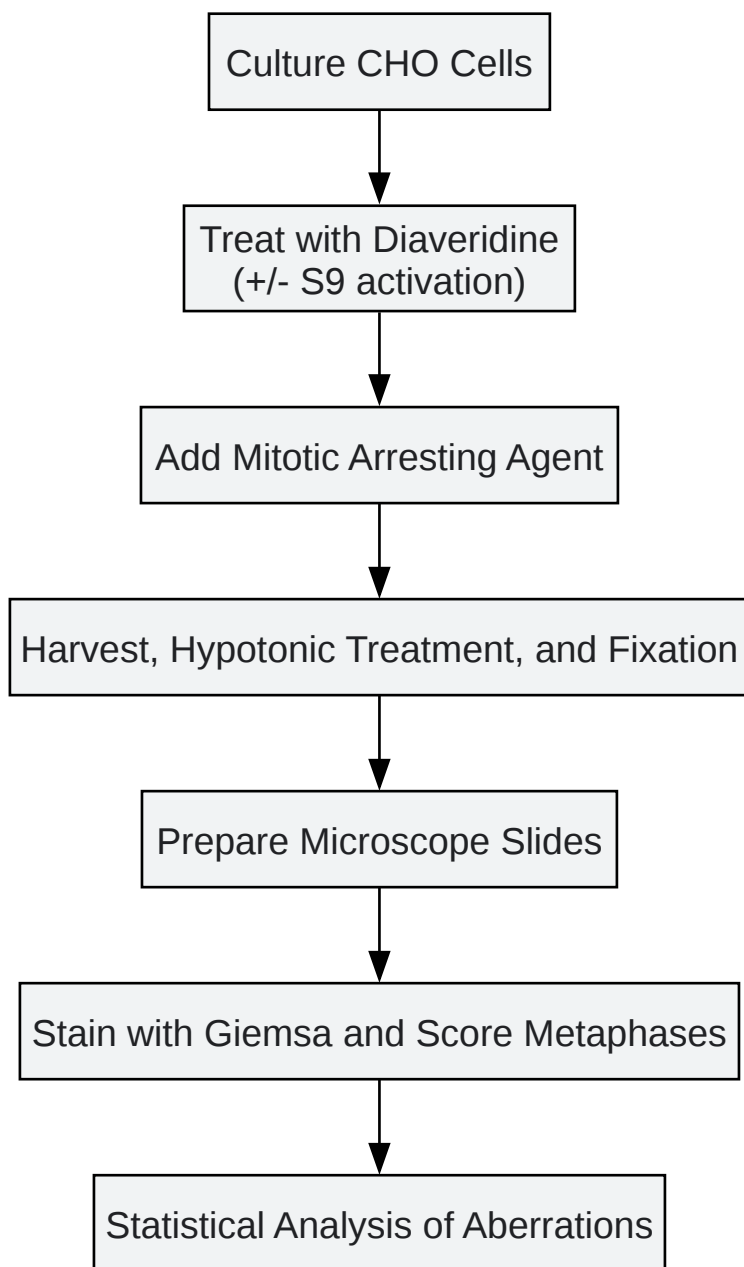 Culture CHO Cells
Treat with Diaveridine
(+/- S9 activation)
Add Mitotic Arresting Agent
Harvest, Hypotonic Treatment, and Fixation
Prepare Microscope Slides
Stain with Giemsa and Score Metaphases
Statistical Analysis of Aberrations